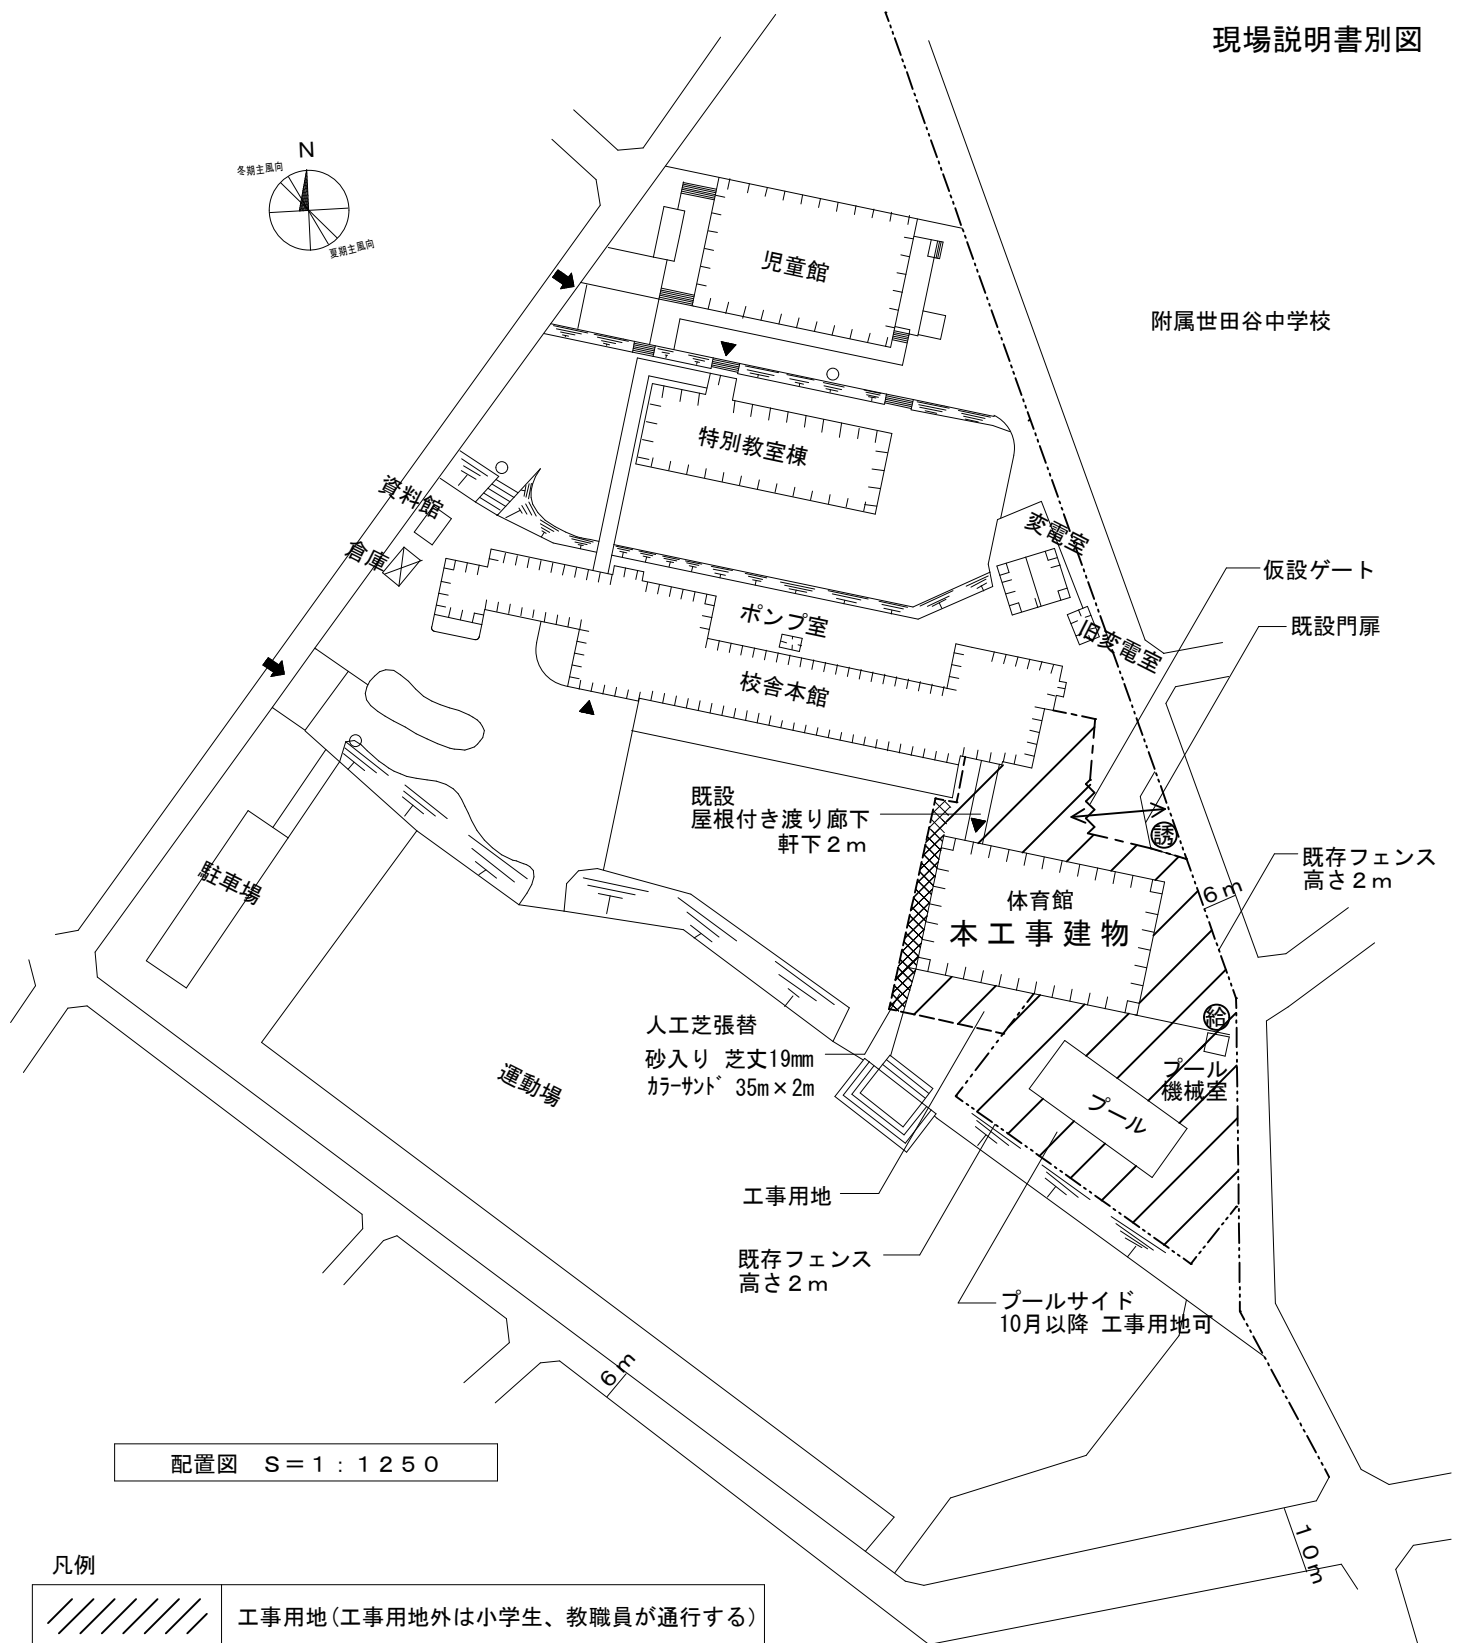 現場説明書別図
N
冬期主風向
夏期主風向
児童館
附属世田谷中学校
特別教室棟
資料館
倉庫
変電室
仮設ゲート
ポンプ室
旧変電室
既設門扉
校舎本館
既設
屋根付き渡り廊下
軒下2m
誘
既存フェンス
高さ2m
6m
駐車場
体育館
本工事建物
給
人工芝張替
砂入り 芝丈19mm
カラーサンド 35m×2m
プール
機械室
運動場
プール
工事用地
既存フェンス
高さ2m
プールサイド
10月以降 工事用地可
6m
配置図 S=1:1250
10m
凡例
工事用地(工事用地外は小学生、教職員が通行する)